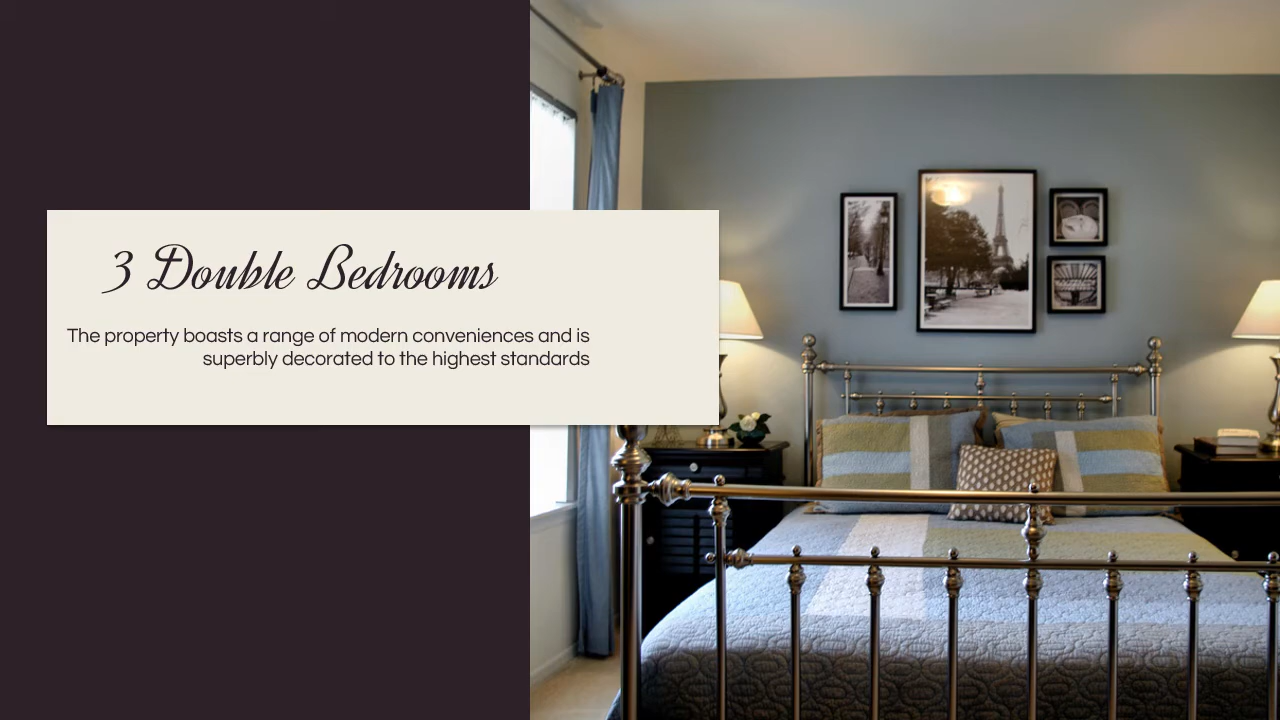 3 Double Bedrooms
The property boasts a range of modern conveniences and is
superbly decorated to the highest standards